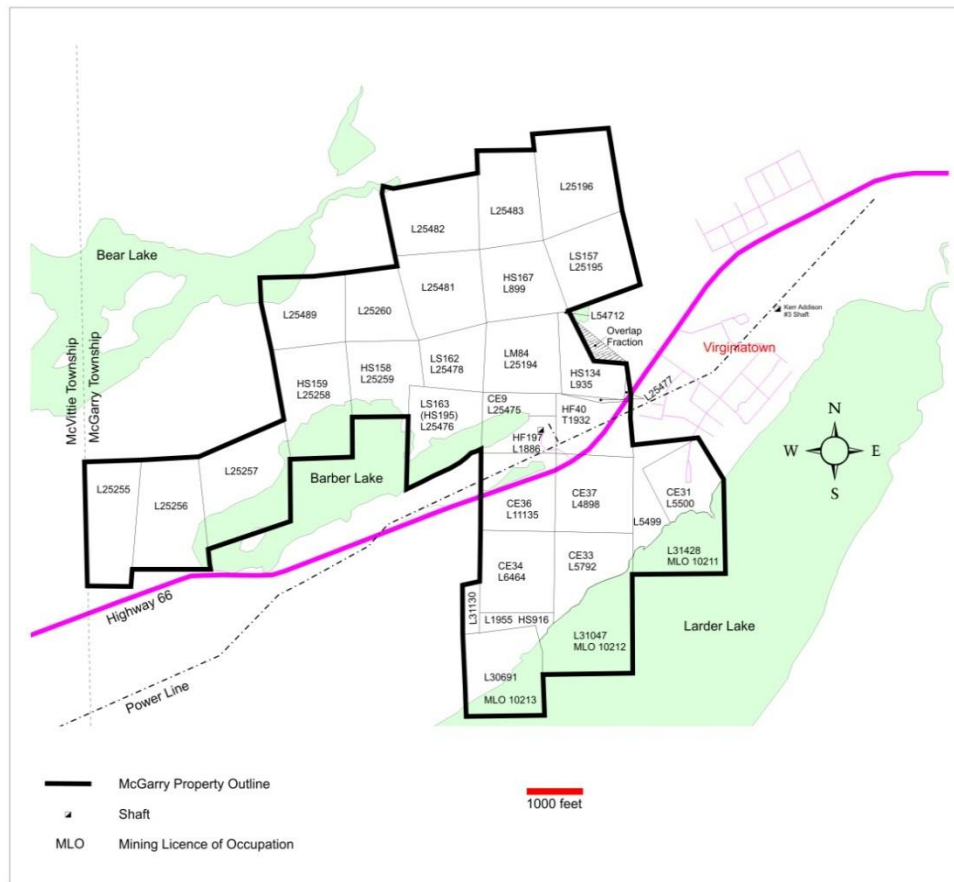 L25196
L25483
L25482
Bear Lake
LS157
L25195
HS167
L899
L25481
L25489
L25260
L54712
Kerr Addison
#3 Shaft
Overlap
Fraction
Virginiatown
McVittie Township
McGarry Township
LM84
L25194
LS162
L25478
HS158
L25259
HS134
L935
L25477
HS159
L25258
LS163
(HS195)
L25476
CE9
L25475
HF40
T1932
N
W
E
S
HF197
L1886
L25257
Barber Lake
L25255
L25256
CE31
L5500
CE37
L4898
CE36
L11135
L5499
L31428
MLO 10211
CE33
L5792
CE34
L6464
L31130
Highway 66
L1955 HS916
Larder Lake
L31047
MLO 10212
L30691
MLO 10213
Power Line
McGarry Property Outline
Shaft
MLO Mining Licence of Occupation
1000 feet